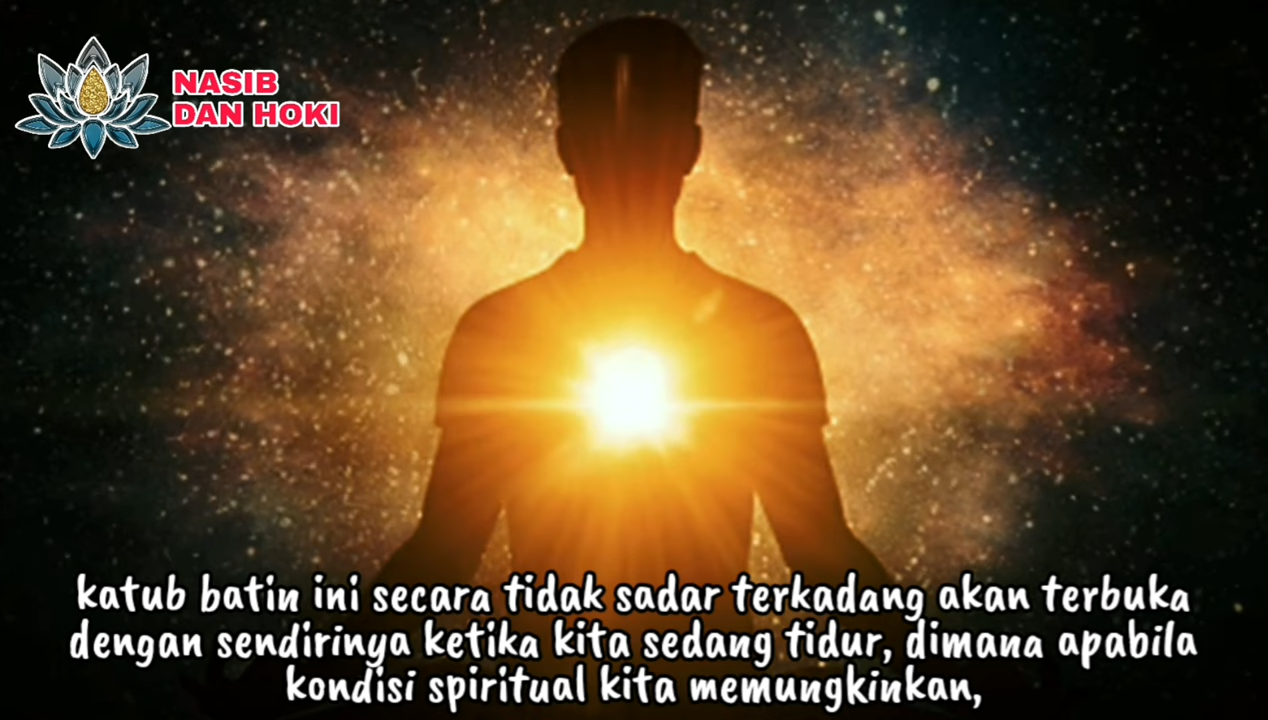 NASIB
DAN HOKI
katub batin ini secara tidak sadar terkadang akan terbuka
dengan sendirinya ketika kita sedang tidur, dimana apabila
kondisi spiritual kita memungkinkan,